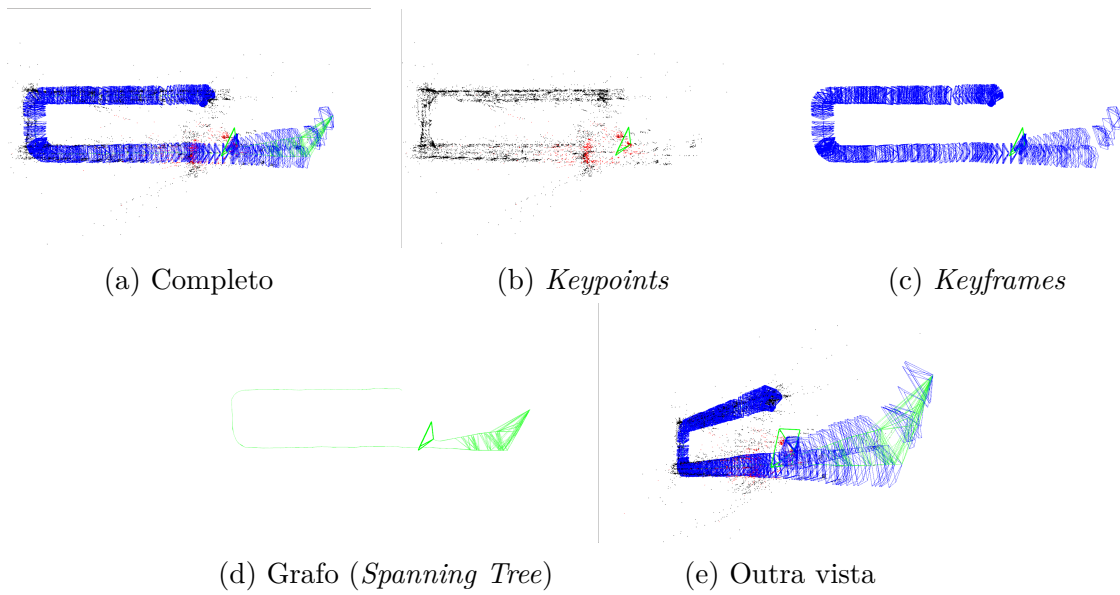 (a) Completo
(b) Keypoints
(c) Keyframes
(d) Grafo (Spanning Tree)
(e) Outra vista